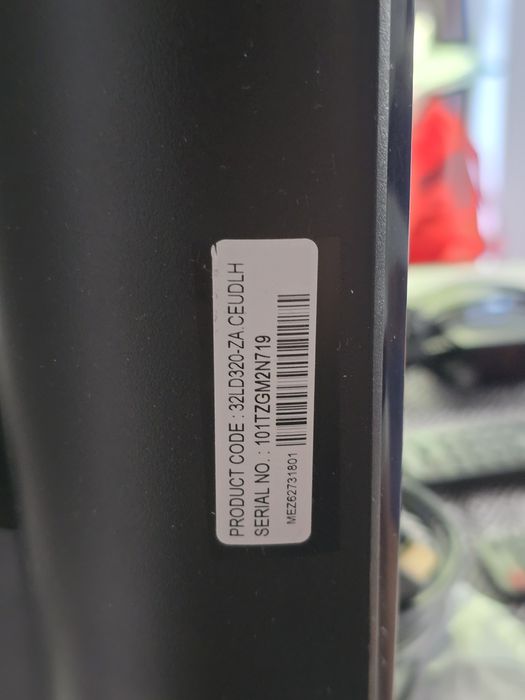 PRODUCT CODE : 32LD320-ZA.CEUDLH
SERIAL NO. : 101TZGM2N719
MEZ62731801